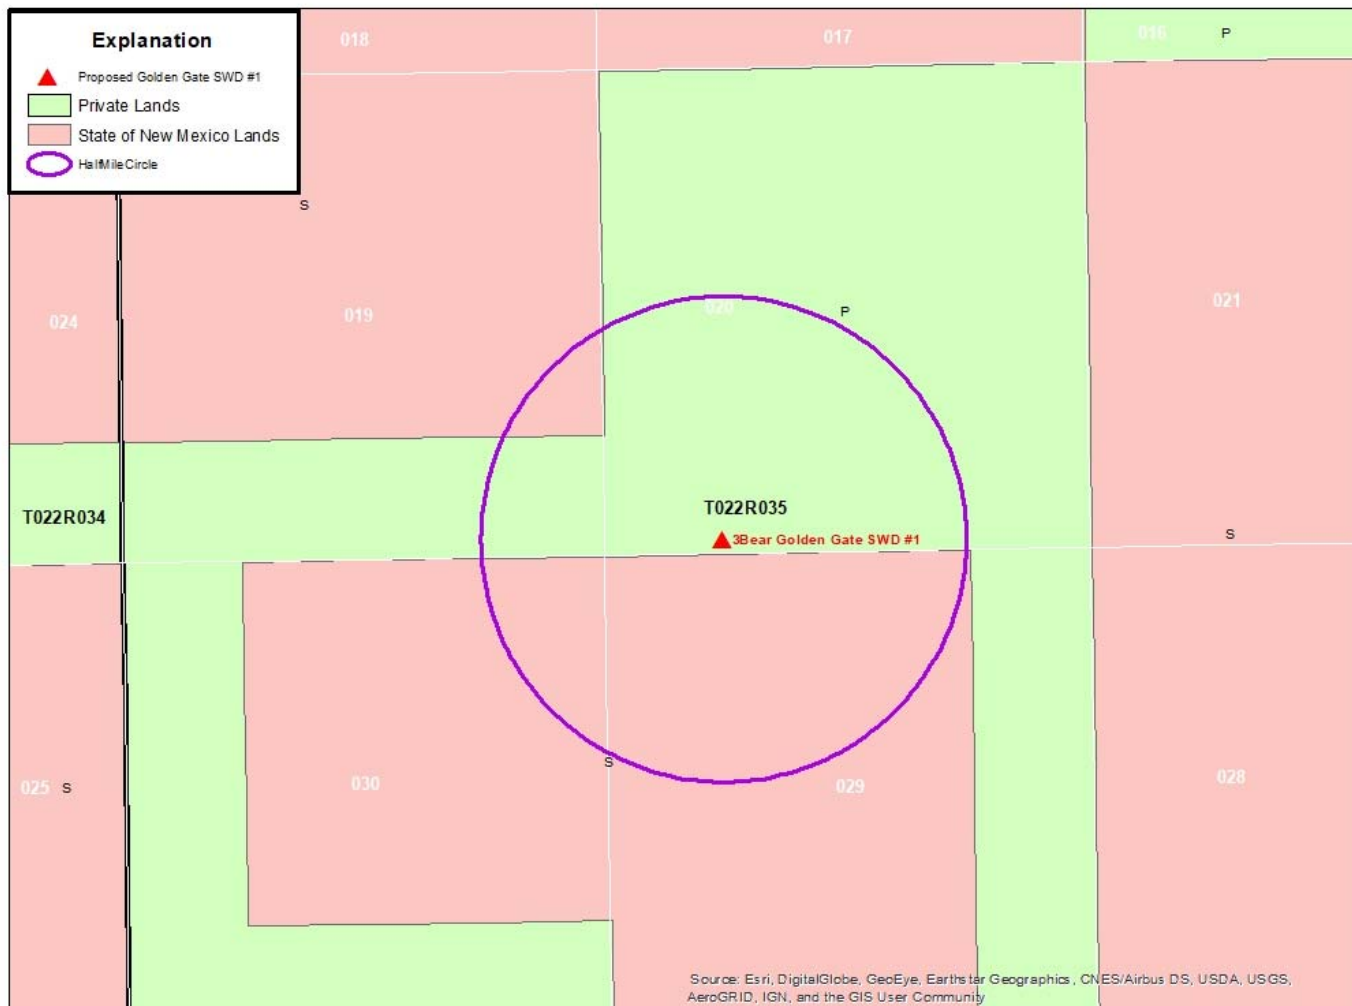 Explanation
Proposed Golden Gate SWD #1
Private Lands
State of New Mexico Lands
HalfMileCircle
018
017
016
P
S
024
019
020
P
021
T022R034
T022R035
3Bear Golden Gate SWD #1
S
025
S
030
S
029
028
Source: Esri, DigitalGlobe, GeoEye, Earthstar Geographics, CNES/Airbus DS, USDA, USGS,
AeroGRID, IGN, and the GIS User Community